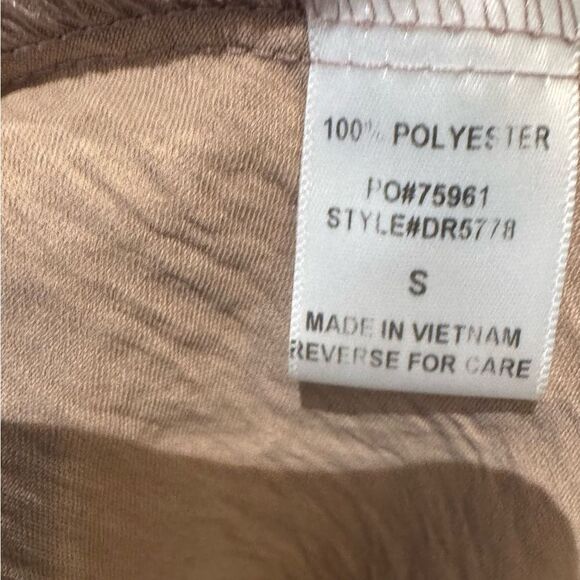 100% POLYESTER
PO#75961
STYLE#DR5778
S
MADE IN VIETNAM
REVERSE FOR CARE